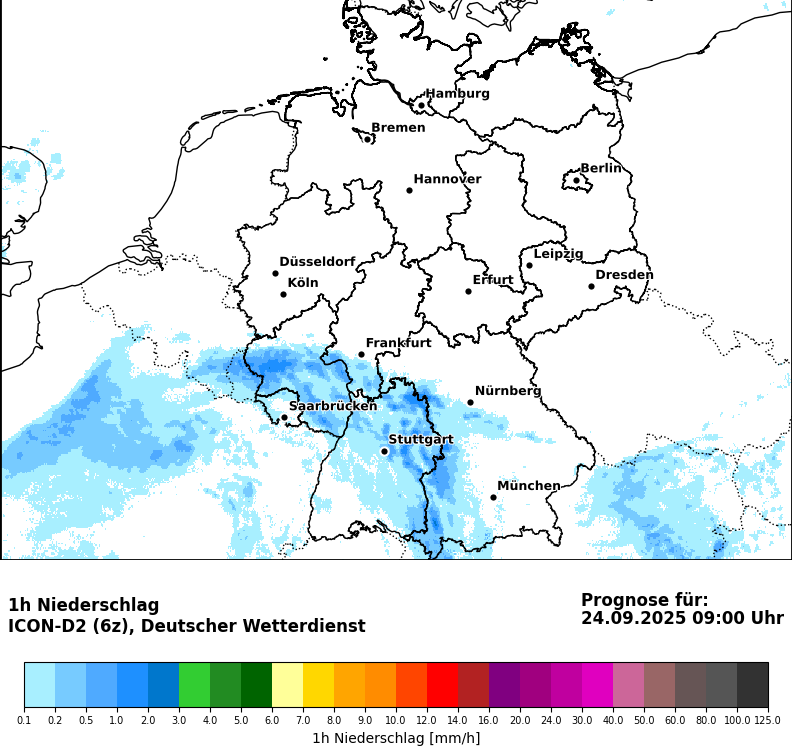 Hamburg
Bremen
Berlin
Hannover
Leipzig
Düsseldorf
Dresden
Köln
Erfurt
Frankfurt
Nürnberg
Saarbrücken
Stuttgart
München
1h Niederschlag
ICON-D2 (6z), Deutscher Wetterdienst
Prognose für:
24.09.2025 09:00 Uhr
0.1 0.2 0.5 1.0 2.0 3.0 4.0 5.0 6.0 7.0 8.0 9.0 10.0 12.0 14.0 16.0 20.0 24.0 30.0 40.0 50.0 60.0 80.0 100.0 125.0
1h Niederschlag [mm/h]